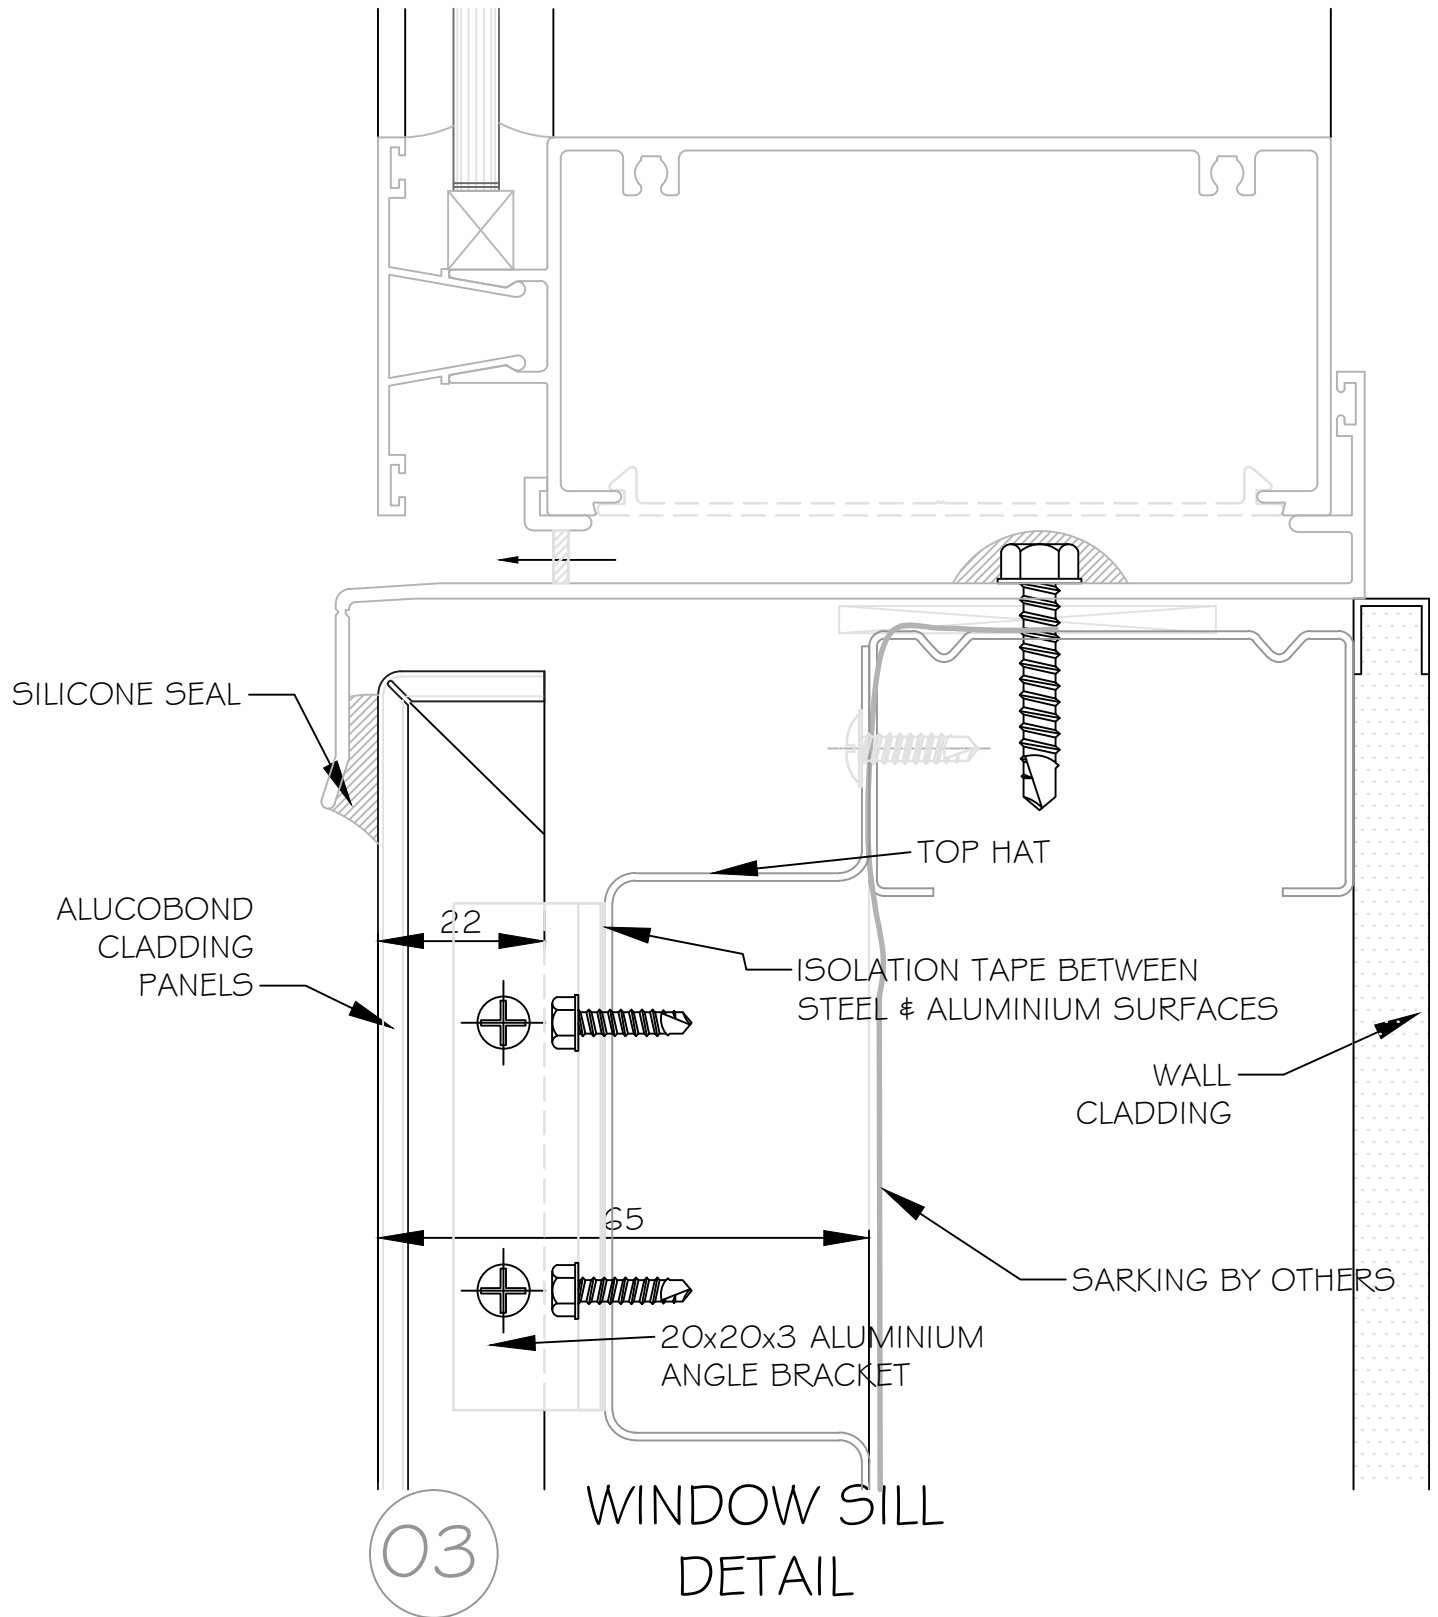 SILICONE SEAL
TOP HAT
ALUCOBOND
CLADDING
PANELS
22
ISOLATION TAPE BETWEEN
STEEL & ALUMINIUM SURFACES
WALL
CLADDING
65
SARKING BY OTHERS
20x20x3 ALUMINIUM
ANGLE BRACKET
03
WINDOW SILL
DETAIL